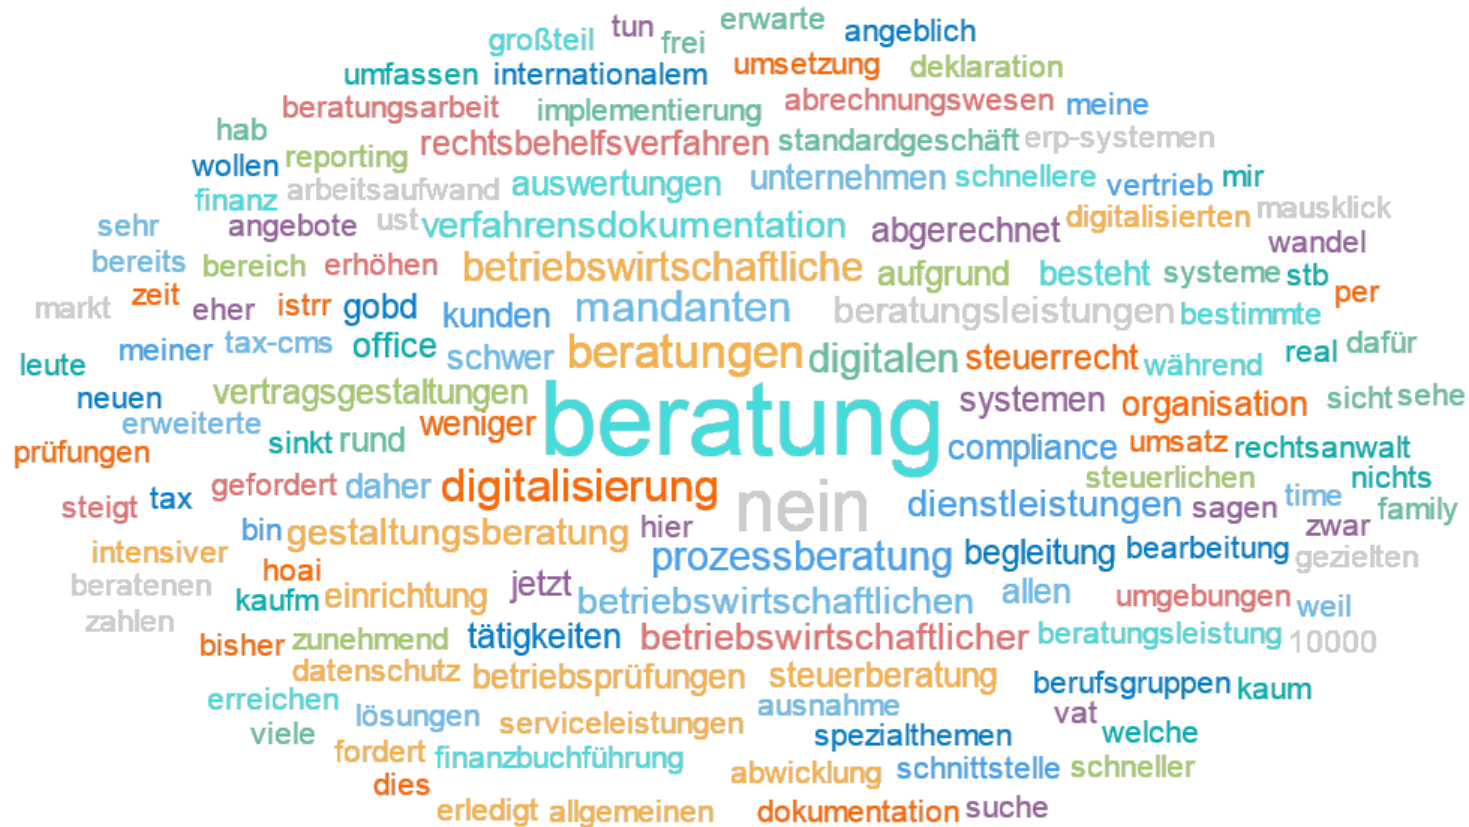 großteil tun frei erwarte angeblich
umfassen internationalem umsetzung deklaration
beratungsarbeit implementierung abrechnungswesen meine
hab rechtsbehelfsverfahren standardgeschäft erp-systemen
wollen reporting
finanz arbeitsaufwand auswertungen unternehmen schnellere vertrieb mir
sehr angebote ust verfahrensdokumentation abgerechnet digitalisierten mausklick
wandel
bereits bereich erhöhen betriebswirtschaftliche aufgrund besteht systeme stb
markt zeit eher istrr gobd kunden mandanten beratungsleistungen bestimmte per
leute meiner tax-cms office schwer beratungen digitalen steuerrecht während real dafür
neuen vertragsgestaltungen systemen organisation sicht sehe
erweiterte weniger beratung
prüfungen sinkt rund compliance umsatz rechtsanwalt
steigt tax gefordert daher digitalisierung nein dienstleistungen steuerlichen nichts
sagen time family
bin gestaltungsberatung hier zwar
intensiver hoai prozessberatung begleitung bearbeitung gezielten
beratenen kaufm einrichtung jetzt betriebswirtschaftlichen allen umgebungen weil
zahlen
bisher zunehmend tätigkeiten betriebswirtschaftlicher beratungsleistung 10000
datenschutz betriebsprüfungen steuerberatung berufsgruppen kaum
erreichen lösungen serviceleistungen ausnahme vat
viele spezialthemen welche
fordert finanzbuchführung abwicklung schnittstelle schneller
dies
erledigt allgemeinen dokumentation suche